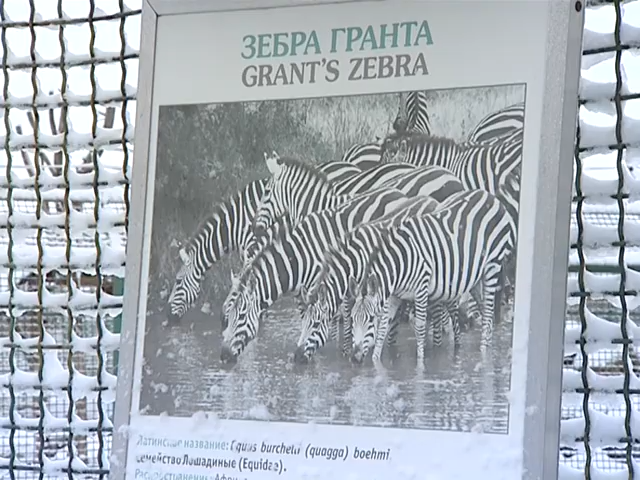 ЗЕБРА ГРАНТА
GRANT'S ZEBRA
Латинское название: Equus burchelli (quagga) boehmi
семейство Лошадиные (Equidae).